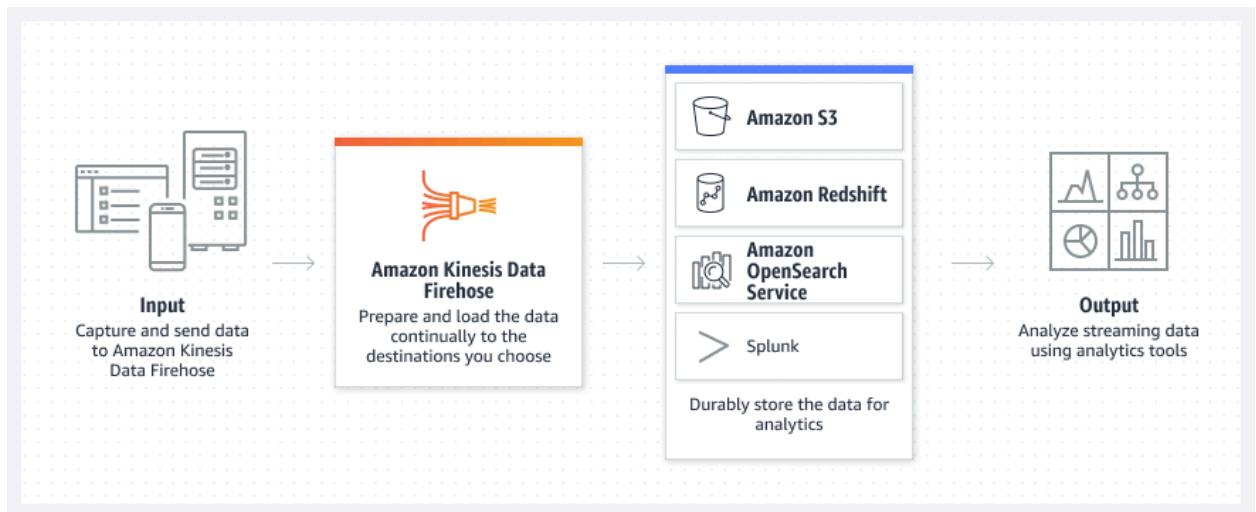 Input
Capture and send data
to Amazon Kinesis
Data Firehose
Amazon Kinesis Data
Firehose
Prepare and load the data
continually to the
destinations you choose
Amazon S3
Amazon Redshift
Amazon
OpenSearch
Service
Splunk
Durably store the data for
analytics
Output
Analyze streaming data
using analytics tools